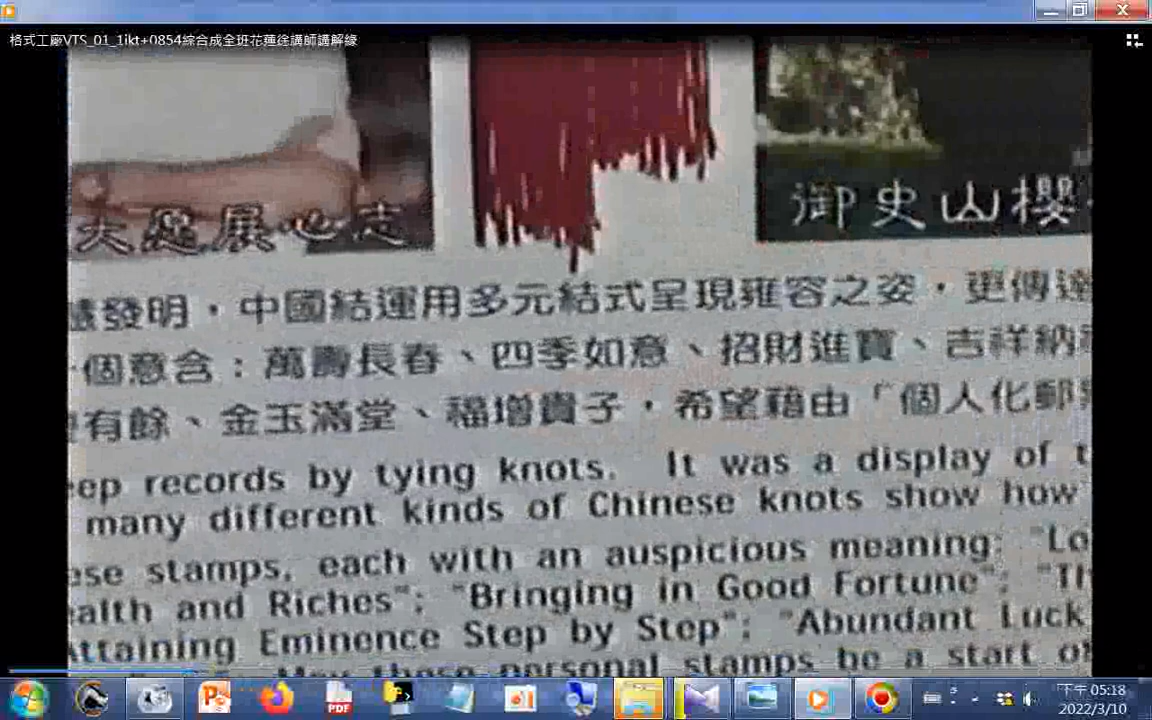 格式工廠VTS_01_1ikt+0854綜合成全班花蓮徐講師講解緣
大愿展心志
御史山櫻
慧發明，中國結運用多元結式呈現雍容之姿，更傳達
個意含：萬壽長春、四季如意、招財進寶、吉祥納
有餘、金玉滿堂、福增貴子，希望藉由「個人化郵
eep records by tying knots. It was a display of t
many different kinds of Chinese knots show how
ese stamps, each with an auspicious meaning: "Lo
ealth and Riches"; "Bringing in Good Fortune"; "Th
Attaining Eminence Step by Step"; "Abundant Luck
May these personal stamps be a start of
PDF
下午 05:18
2022/3/10